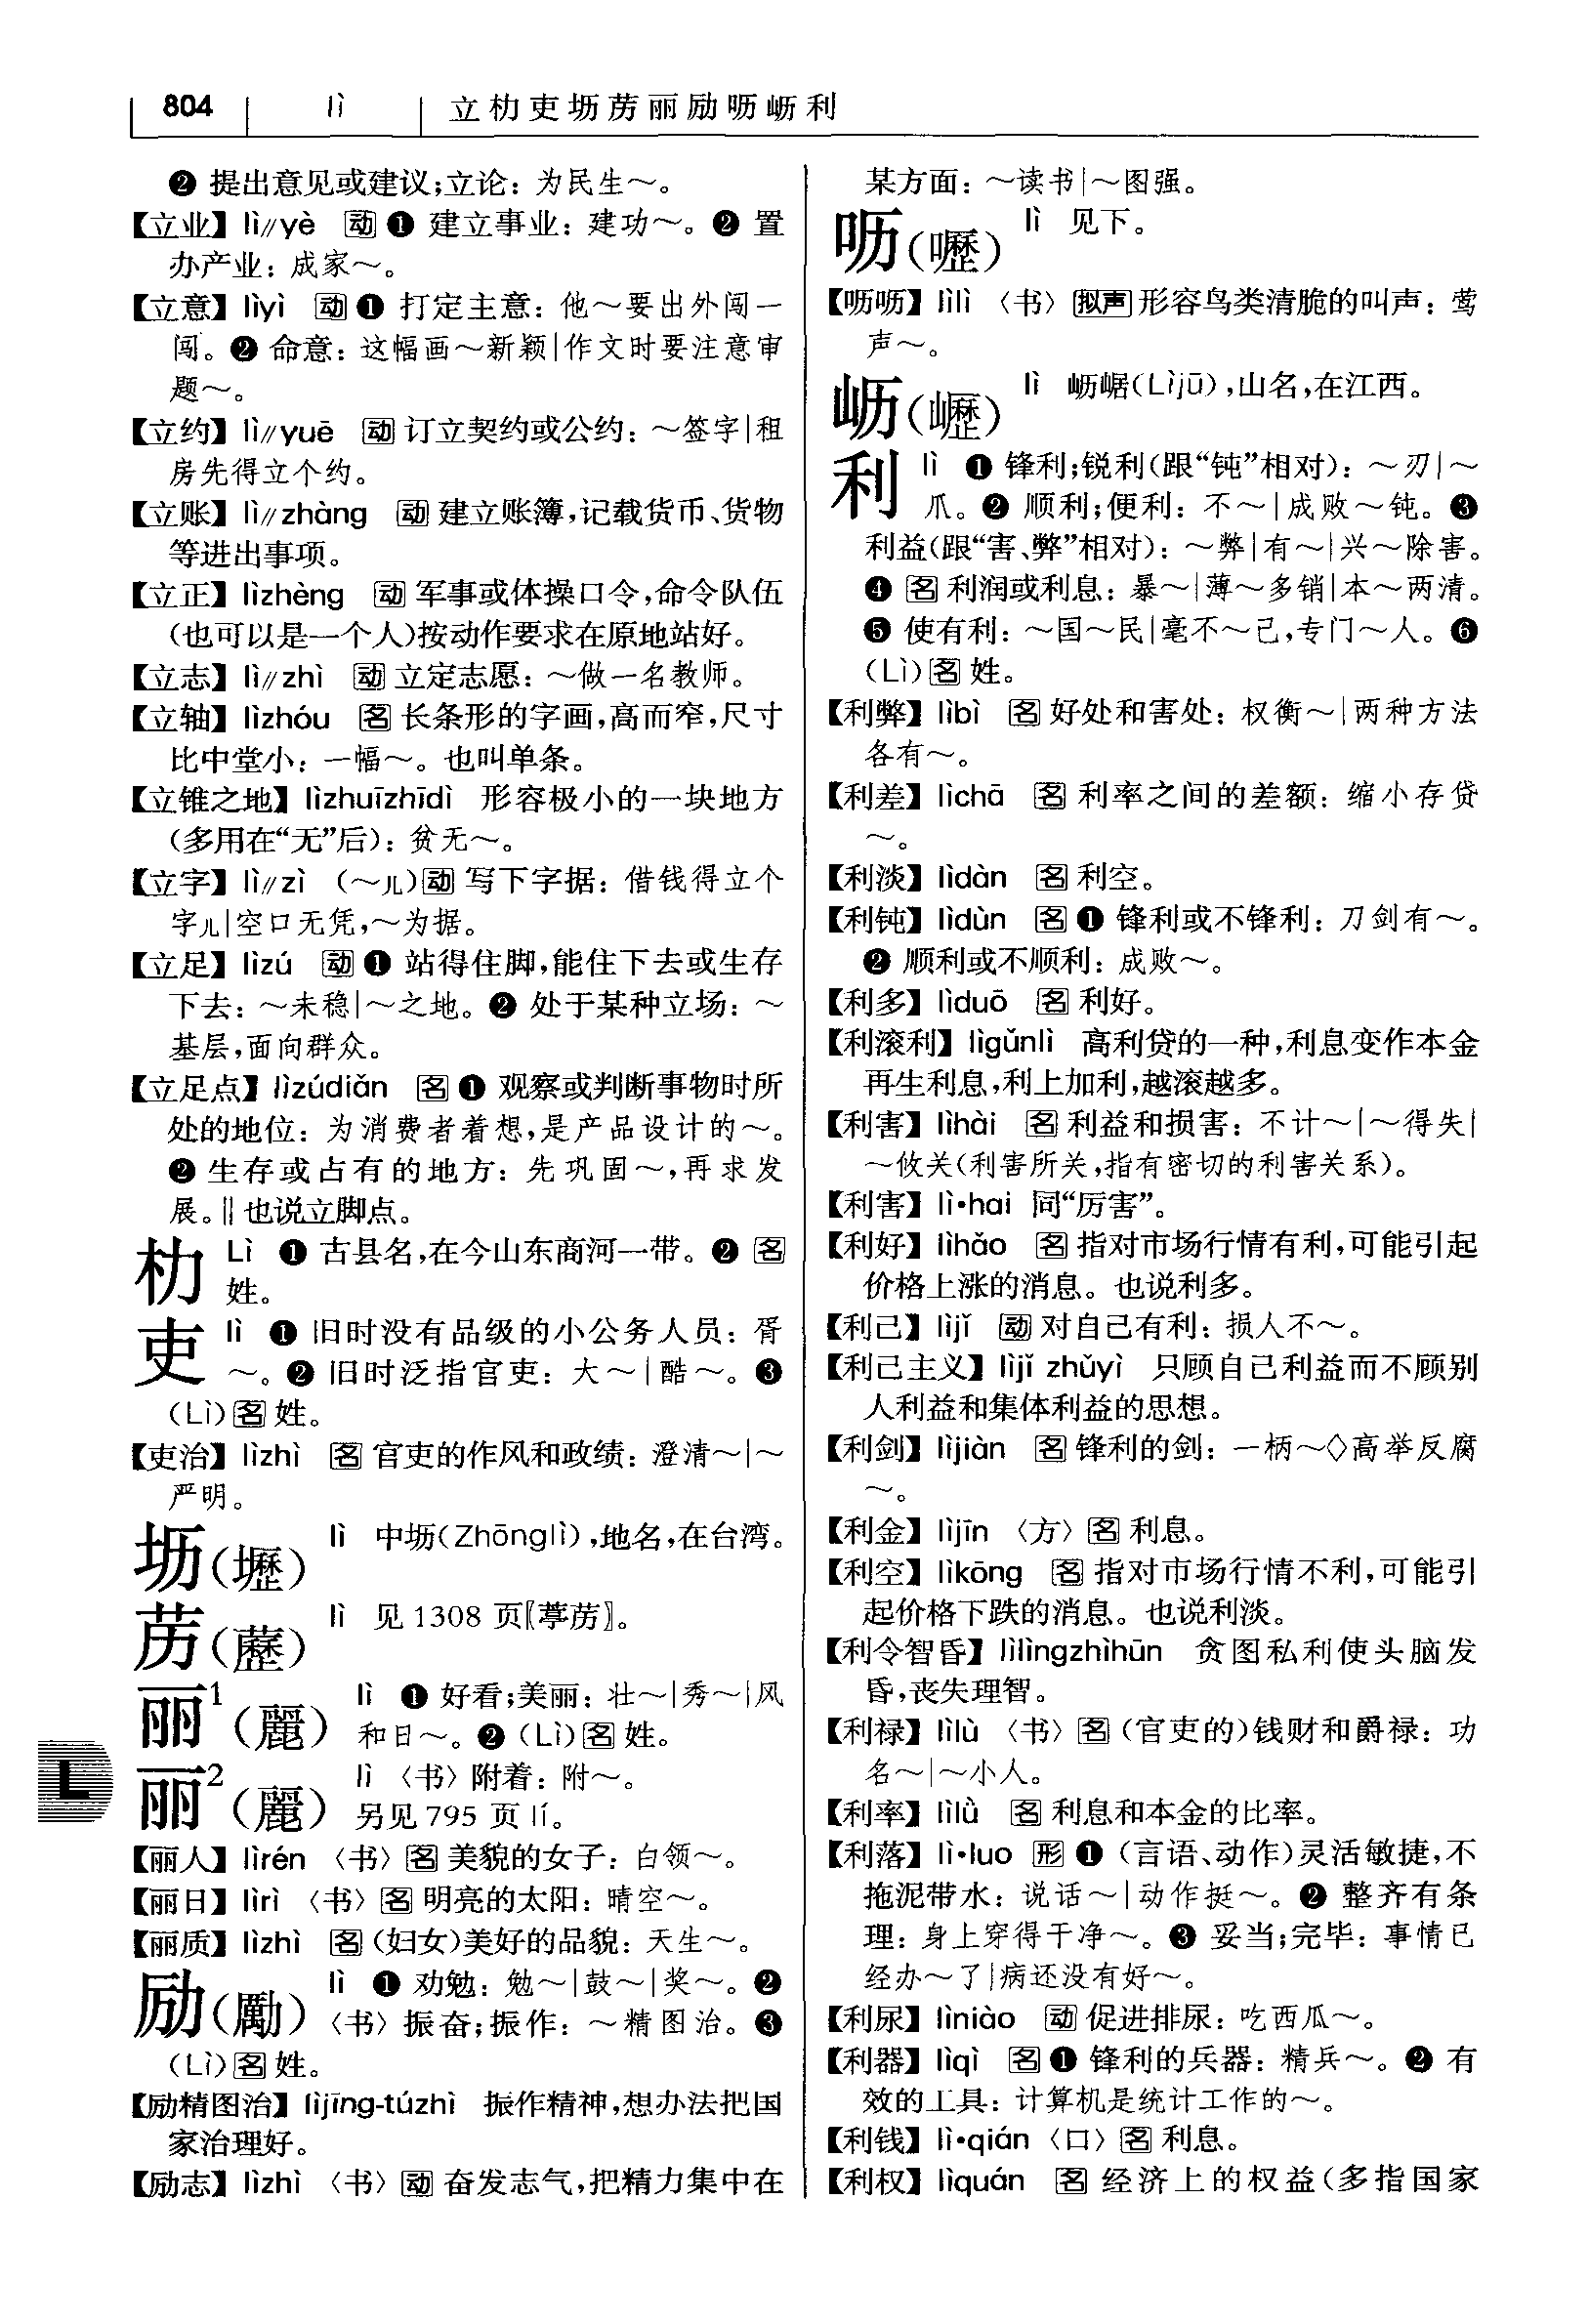 804 lì 立朸吏坜苈丽励呖岍利
❷ 提出意见或建议;立论：为民生～。
【立业】lì∥yè 动❶ 建立事业：建功～。❷ 置
办产业：成家～。
【立意】lìyì 动❶ 打定主意：他～要出外闯一
闯。❷ 命意：这幅画～新颖|作文时要注意审
题～。
【立约】lì∥yuē 动 订立契约或公约：～签字|租
房先得立个约。
【立账】lì∥zhàng 动 建立账簿,记载货币、货物
等进出事项。
【立正】lìzhèng 动 军事或体操口令,命令队伍
(也可以是一个人)按动作要求在原地站好。
【立志】lì∥zhì 动 立定志愿：～做一名教师。
【立轴】lìzhóu 名 长条形的字画,高而窄,尺寸
比中堂小：一幅～。也叫单条。
【立锥之地】lìzhuīzhīdì 形容极小的一块地方
(多用在“无”后)：贫无～。
【立字】lì∥zì (～儿)动 写下字据：借钱得立个
字儿|空口无凭,～为据。
【立足】lìzú 动❶ 站得住脚,能住下去或生存
下去：～未稳|～之地。❷ 处于某种立场：～
基层,面向群众。
【立足点】lìzúdiǎn 名❶ 观察或判断事物时所
处的地位：为消费者着想,是产品设计的～。
❷ 生存或占有的地方：先巩固～,再求发
展。‖也说立脚点。
朸 Lì ❶ 古县名,在今山东商河一带。❷ 名
姓。
吏 lì ❶ 旧时没有品级的小公务人员：胥
～。❷ 旧时泛指官吏：大～|酷～。❸
(Lì)名 姓。
【吏治】lìzhì 名 官吏的作风和政绩：澄清～|～
严明。
坜(壢) lì 中坜(Zhōnglì),地名,在台湾。
苈(藶) lì 见 1308 页〖葶苈〗。
丽¹(麗) lì ❶ 好看;美丽：壮～|秀～|风
和日～。❷ (Lì)名 姓。
丽²(麗) lì 〈书〉附着：附～。
另见 795 页 lí。
【丽人】lìrén 〈书〉名 美貌的女子：白领～。
【丽日】lìrì 〈书〉名 明亮的太阳：晴空～。
【丽质】lìzhì 名 (妇女)美好的品貌：天生～。
励(勵) lì ❶ 劝勉：勉～|鼓～|奖～。❷
〈书〉振奋;振作：～精图治。❸
(Lì)名 姓。
【励精图治】lìjīng-túzhì 振作精神,想办法把国
家治理好。
【励志】lìzhì 〈书〉动 奋发志气,把精力集中在
某方面：～读书|～图强。
呖(嚦) lì 见下。
【呖呖】lìlì 〈书〉拟声 形容鸟类清脆的叫声：莺
声～。
㟳(㠣) lì 㟳崌(Lìjū),山名,在江西。
利 lì ❶ 锋利;锐利(跟“钝”相对)：～刃|～
爪。❷ 顺利;便利：不～|成败～钝。❸
利益(跟“害、弊”相对)：～弊|有～|兴～除害。
❹ 名 利润或利息：暴～|薄～多销|本～两清。
❺ 使有利：～国～民|毫不～己,专门～人。❻
(Lì)名 姓。
【利弊】lìbì 名 好处和害处：权衡～|两种方法
各有～。
【利差】lìchā 名 利率之间的差额：缩小存贷
～。
【利淡】lìdàn 名 利空。
【利钝】lìdùn 名❶ 锋利或不锋利：刀剑有～。
❷ 顺利或不顺利：成败～。
【利多】lìduō 名 利好。
【利滚利】lìgǔnlì 高利贷的一种,利息变作本金
再生利息,利上加利,越滚越多。
【利害】lìhài 名 利益和损害：不计～|～得失|
～攸关(利害所关,指有密切的利害关系)。
【利害】lì·hai 同“厉害”。
【利好】lìhǎo 名 指对市场行情有利,可能引起
价格上涨的消息。也说利多。
【利己】lìjǐ 动 对自己有利：损人不～。
【利己主义】lìjǐ zhǔyì 只顾自己利益而不顾别
人利益和集体利益的思想。
【利剑】lìjiàn 名 锋利的剑：一柄～◇高举反腐
～。
【利金】lìjīn 〈方〉名 利息。
【利空】lìkōng 名 指对市场行情不利,可能引
起价格下跌的消息。也说利淡。
【利令智昏】lìlìngzhìhūn 贪图私利使头脑发
昏,丧失理智。
【利禄】lìlù 〈书〉名 (官吏的)钱财和爵禄：功
名～|～小人。
【利率】lìlǜ 名 利息和本金的比率。
【利落】lì·luo 形❶ (言语、动作)灵活敏捷,不
拖泥带水：说话～|动作挺～。❷ 整齐有条
理：身上穿得干净～。❸ 妥当;完毕：事情已
经办～了|病还没有好～。
【利尿】lìniào 动 促进排尿：吃西瓜～。
【利器】lìqì 名❶ 锋利的兵器：精兵～。❷ 有
效的工具：计算机是统计工作的～。
【利钱】lì·qián 〈口〉名 利息。
【利权】lìquán 名 经济上的权益(多指国家
L